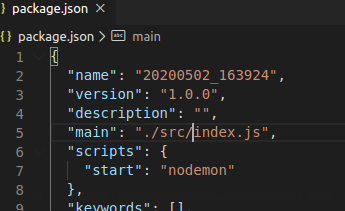 package.json ×
{} package.json > main
1 {
2 "name": "20200502_163924",
3 "version": "1.0.0",
4 "description": "",
5 "main": "./src/index.js",
6 "scripts": {
7 "start": "nodemon"
8 },
9 "keywords": []